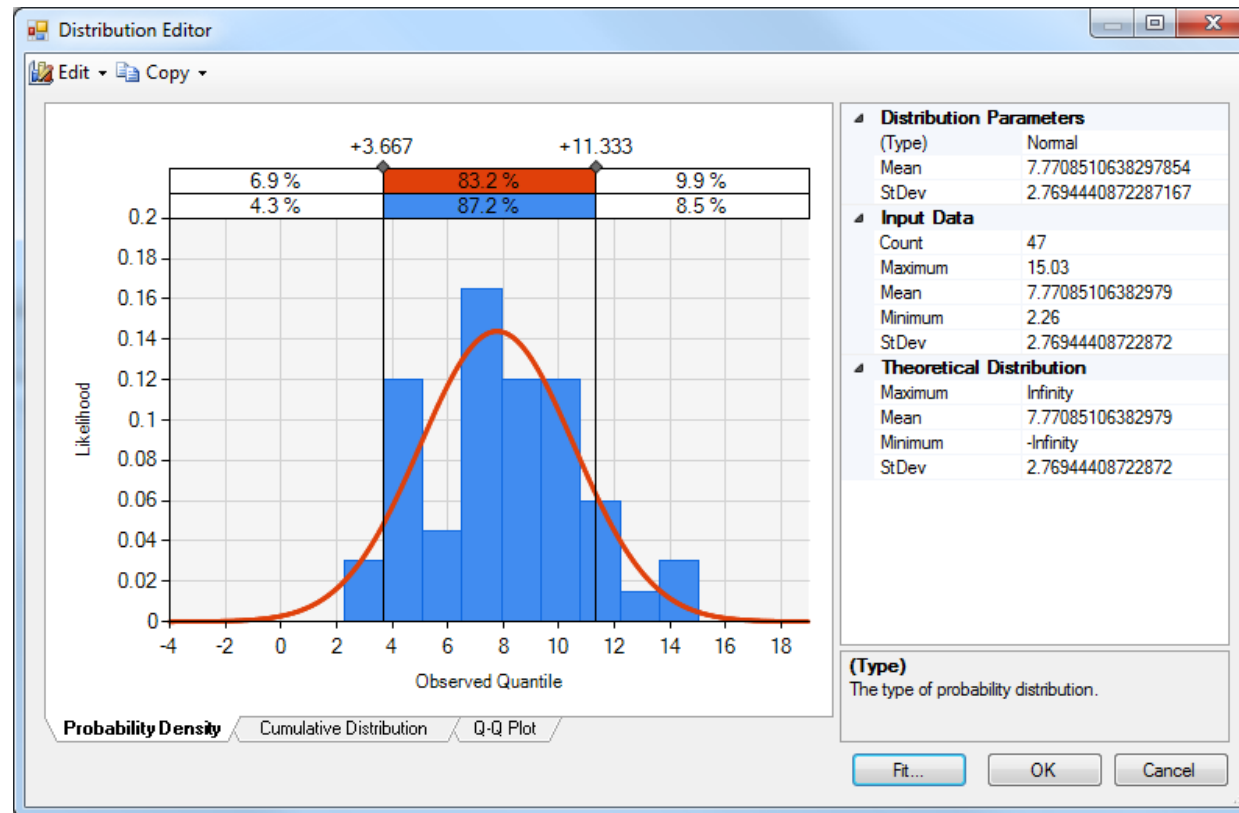 Distribution Editor
Edit Copy
+3.667 +11.333
6.9 % 83.2 % 9.9 %
4.3 % 87.2 % 8.5 %
0.2
0.18
0.16
0.14
0.12
0.1
0.08
0.06
0.04
0.02
0
Likelihood
-4 -2 0 2 4 6 8 10 12 14 16 18
Observed Quantile
Probability Density Cumulative Distribution Q-Q Plot
Distribution Parameters
(Type) Normal
Mean 7.7708510638297854
StDev 2.7694440872287167
Input Data
Count 47
Maximum 15.03
Mean 7.77085106382979
Minimum 2.26
StDev 2.76944408722872
Theoretical Distribution
Maximum Infinity
Mean 7.77085106382979
Minimum -Infinity
StDev 2.76944408722872
(Type)
The type of probability distribution.
Fit... OK Cancel